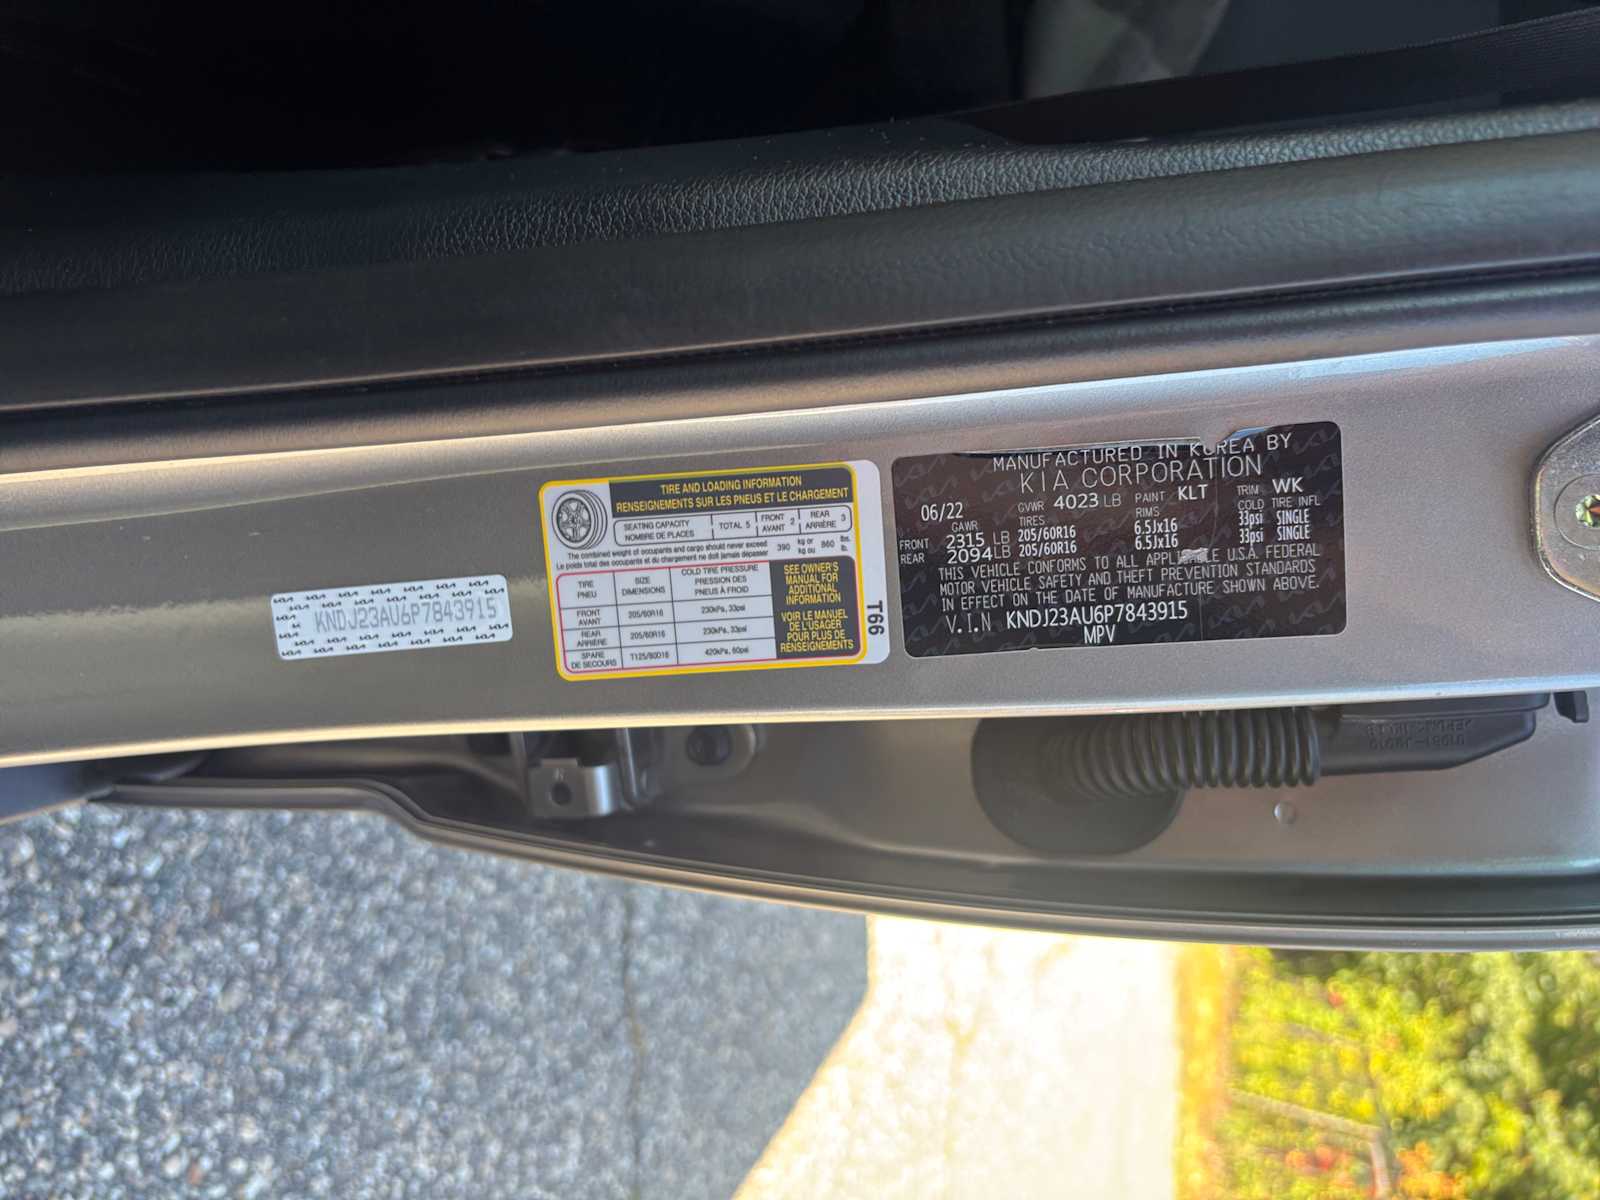 KNDJ23AU6P7843915
TIRE AND LOADING INFORMATION
RENSEIGNEMENTS SUR LES PNEUS ET LE CHARGEMENT
SEATING CAPACITY
NOMBRE DE PLACES
TOTAL 5
FRONT
AVANT 2
REAR
ARRIÈRE 3
The combined weight of occupants and cargo should never exceed 390 kg or 860 lbs.
Le poids total des occupants et du chargement ne doit jamais dépasser kg ou lb.
TIRE
PNEU
SIZE
DIMENSIONS
COLD TIRE PRESSURE
PRESSION DES
PNEUS À FROID
FRONT
AVANT
205/60R16
230kPa, 33psi
REAR
ARRIÈRE
205/60R16
230kPa, 33psi
SPARE
DE SECOURS
T125/80D16
420kPa, 60psi
SEE OWNER'S
MANUAL FOR
ADDITIONAL
INFORMATION
VOIR LE MANUEL
DE L'USAGER
POUR PLUS DE
RENSEIGNEMENTS
T66
MANUFACTURED IN KOREA BY
KIA CORPORATION
06/22 GVWR 4023 LB PAINT KLT TRIM WK
GAWR TIRES RIMS COLD TIRE INFL
FRONT 2315 LB 205/60R16 6.5Jx16 33psi SINGLE
REAR 2094 LB 205/60R16 6.5Jx16 33psi SINGLE
THIS VEHICLE CONFORMS TO ALL APPLICABLE U.S.A. FEDERAL
MOTOR VEHICLE SAFETY AND THEFT PREVENTION STANDARDS
IN EFFECT ON THE DATE OF MANUFACTURE SHOWN ABOVE.
V.I.N KNDJ23AU6P7843915
MPV